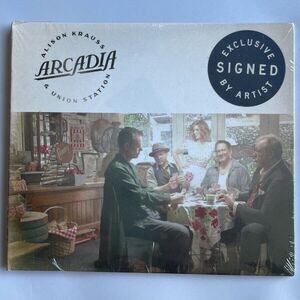 ALISON KRAUSS
ARCADIA
& UNION STATION
EXCLUSIVE
SIGNED
BY ARTIST